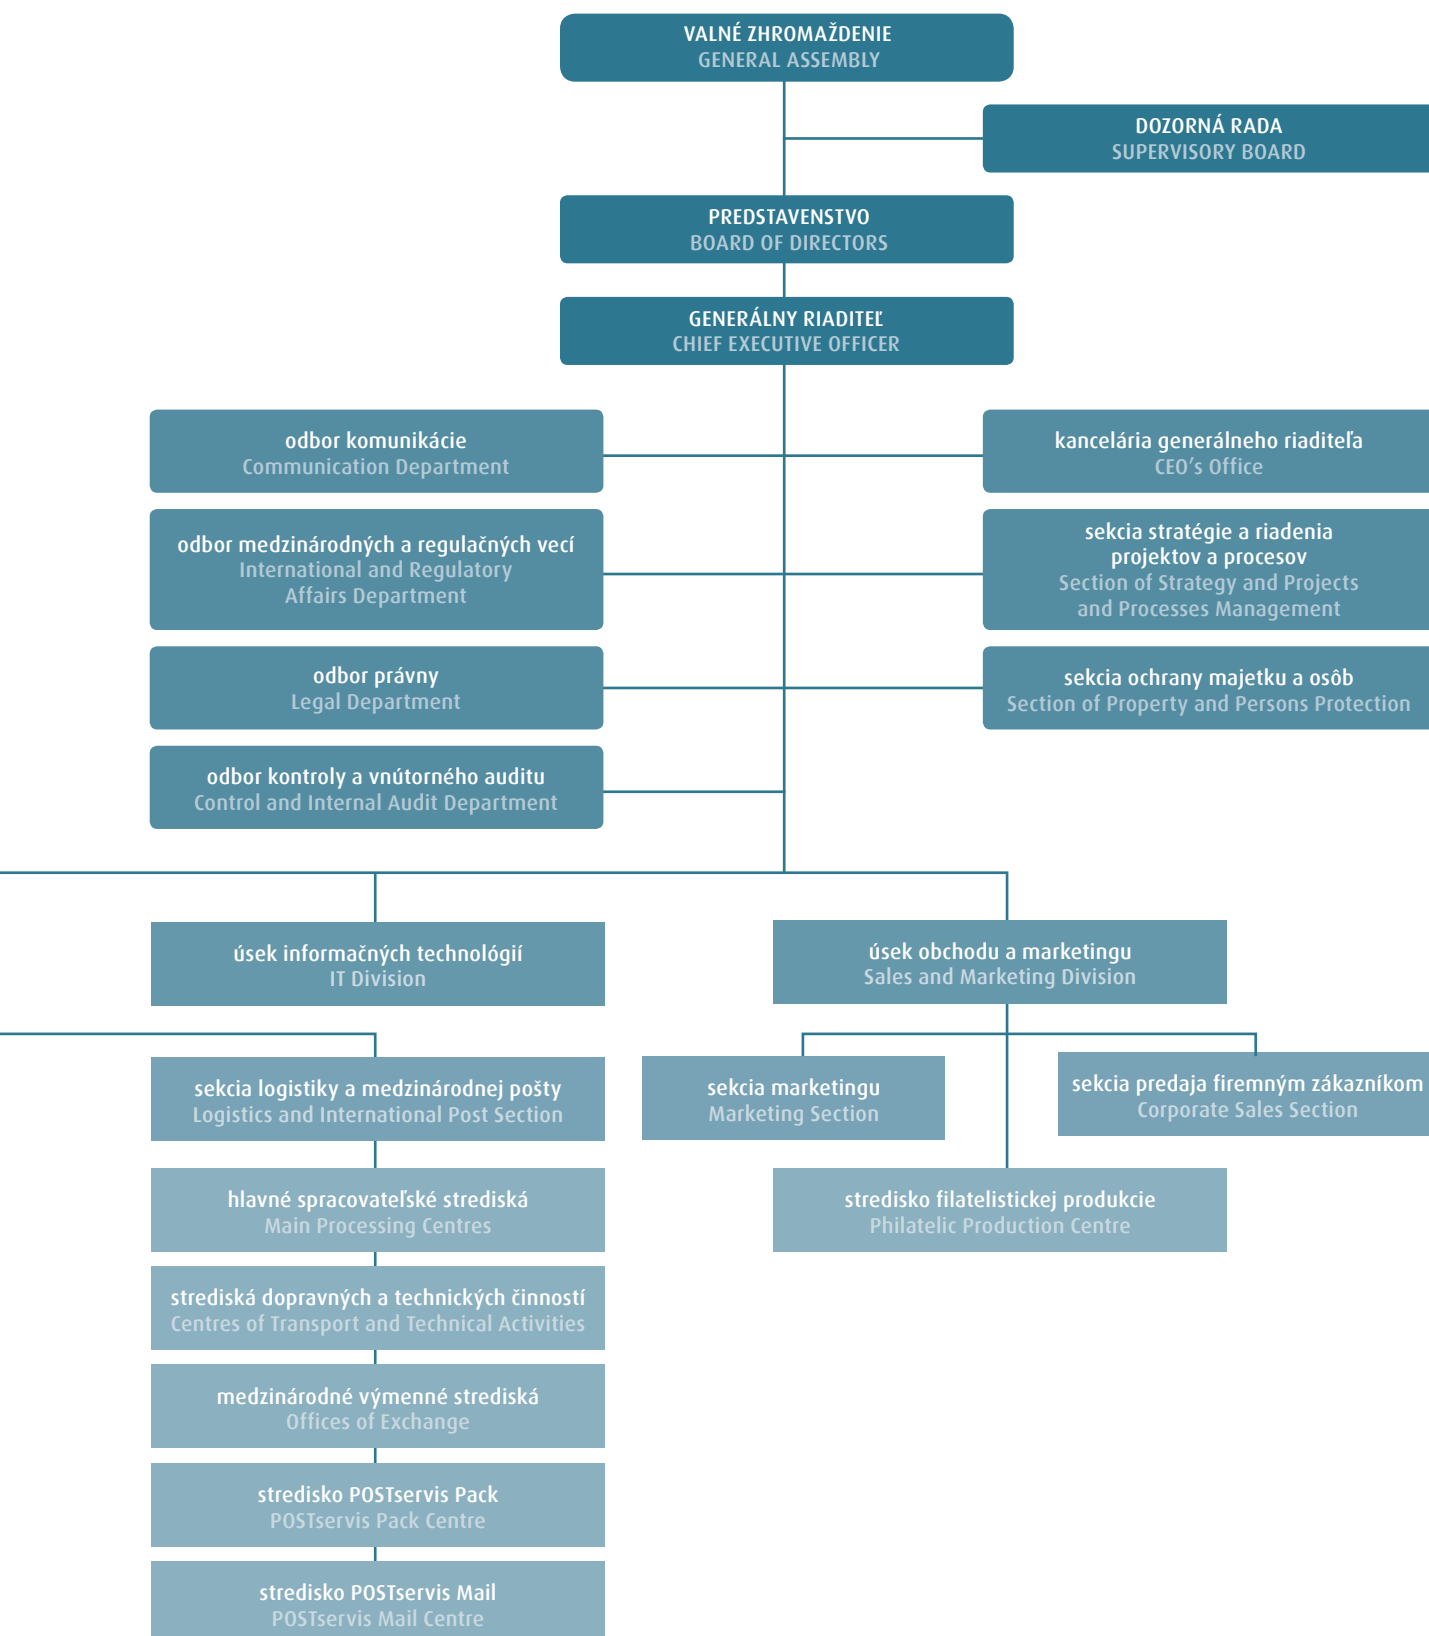 VALNÉ ZHROMAŽDENIE
GENERAL ASSEMBLY
DOZORNÁ RADA
SUPERVISORY BOARD
PREDSTAVENSTVO
BOARD OF DIRECTORS
GENERÁLNY RIADITEĽ
CHIEF EXECUTIVE OFFICER
odbor komunikácie
Communication Department
kancelária generálneho riaditeľa
CEO’s Office
odbor medzinárodných a regulačných vecí
International and Regulatory
Affairs Department
sekcia stratégie a riadenia
projektov a procesov
Section of Strategy and Projects
and Processes Management
odbor právny
Legal Department
sekcia ochrany majetku a osôb
Section of Property and Persons Protection
odbor kontroly a vnútorného auditu
Control and Internal Audit Department
úsek informačných technológií
IT Division
úsek obchodu a marketingu
Sales and Marketing Division
sekcia logistiky a medzinárodnej pošty
Logistics and International Post Section
sekcia marketingu
Marketing Section
sekcia predaja firemným zákazníkom
Corporate Sales Section
hlavné spracovateľské strediská
Main Processing Centres
stredisko filatelistickej produkcie
Philatelic Production Centre
strediská dopravných a technických činností
Centres of Transport and Technical Activities
medzinárodné výmenné strediská
Offices of Exchange
stredisko POSTservis Pack
POSTservis Pack Centre
stredisko POSTservis Mail
POSTservis Mail Centre